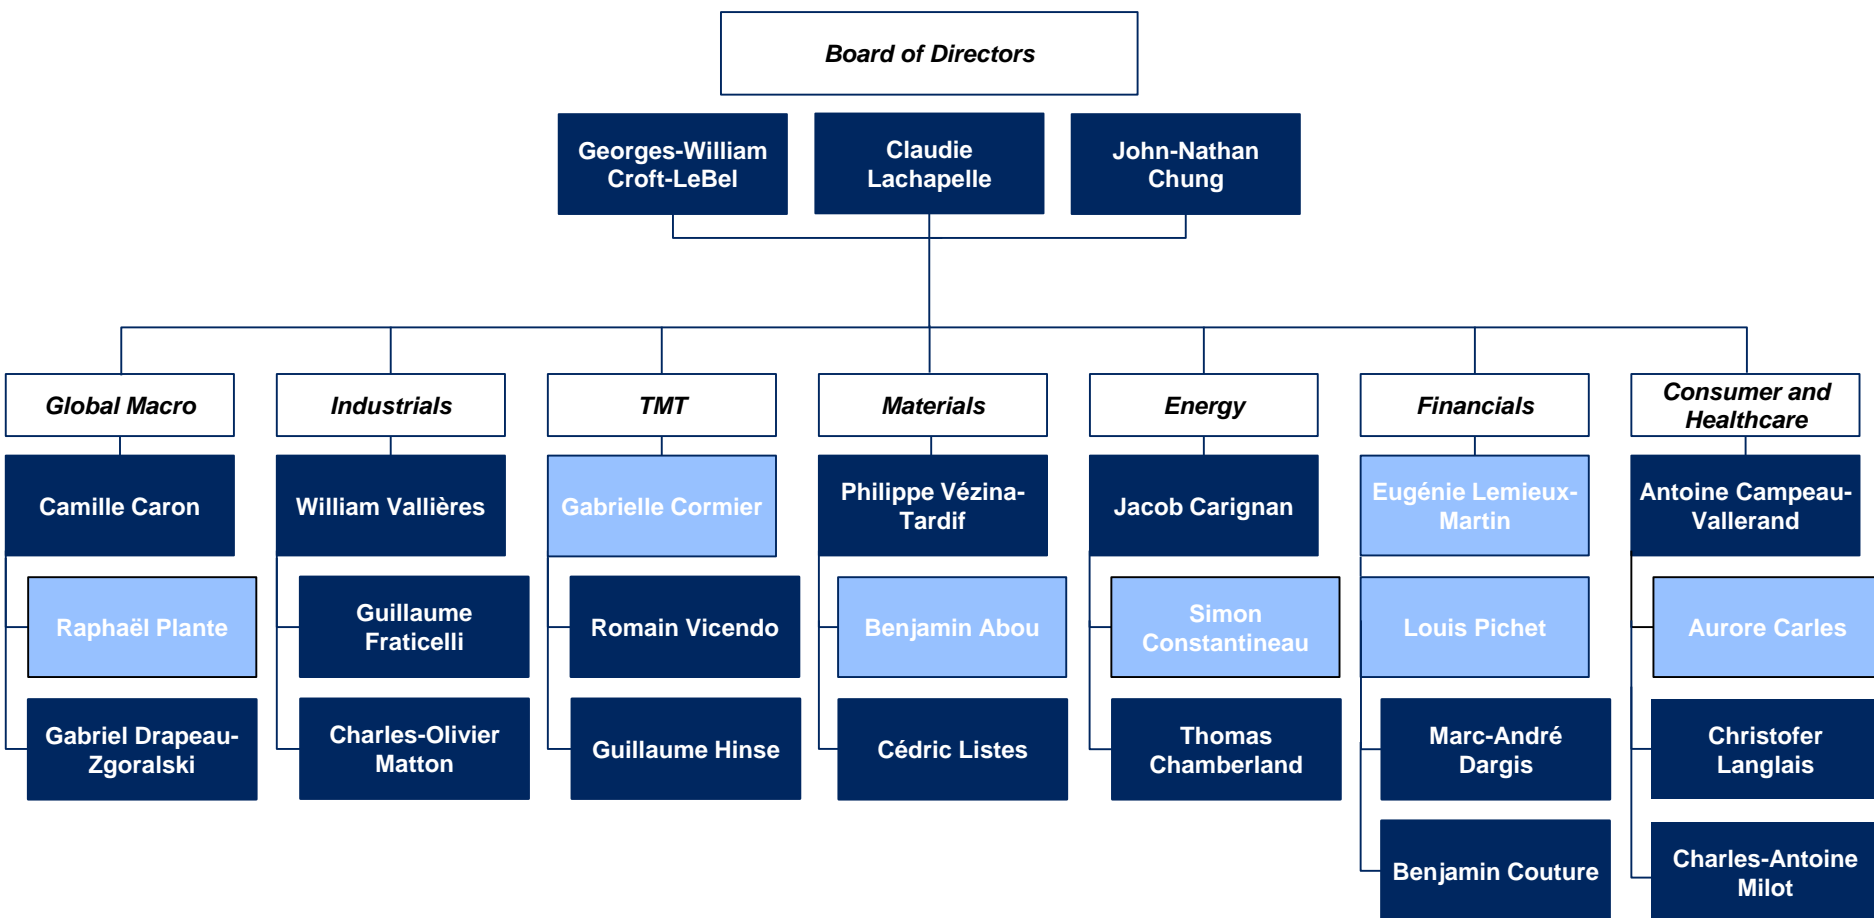 Board of Directors
Georges-William
Croft-LeBel
Claudie
Lachapelle
John-Nathan
Chung
Global Macro
Industrials
TMT
Materials
Energy
Financials
Consumer and
Healthcare
Camille Caron
William Vallières
Gabrielle Cormier
Philippe Vézina-
Tardif
Jacob Carignan
Eugénie Lemieux-
Martin
Antoine Campeau-
Vallerand
Raphaël Plante
Guillaume
Fraticelli
Romain Vicendo
Benjamin Abou
Simon
Constantineau
Louis Pichet
Aurore Carles
Gabriel Drapeau-
Zgoralski
Charles-Olivier
Matton
Guillaume Hinse
Cédric Listes
Thomas
Chamberland
Marc-André
Dargis
Christofer
Langlais
Benjamin Couture
Charles-Antoine
Milot